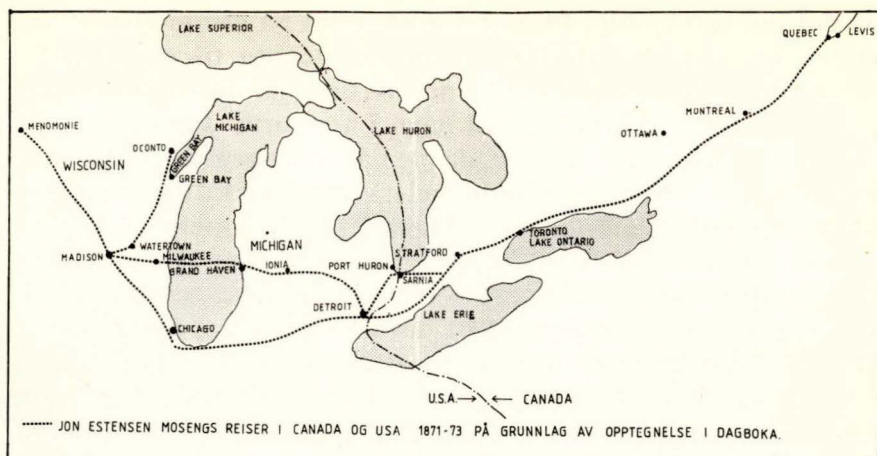 LAKE SUPERIOR
QUEBEC
LEVIS
MONTREAL
OTTAWA
MENOMONIE
LAKE
MICHIGAN
LAKE HURON
OCONTO
WISCONSIN
GREEN BAY
GREEN BAY
WATERTOWN
MADISON
MILWAUKEE
GRAND HAVEN
MICHIGAN
IONIA
PORT HURON
STRATFORD
SARNIA
TORONTO
LAKE ONTARIO
DETROIT
CHICAGO
LAKE ERIE
U.S.A. ← → CANADA
JON ESTENSEN MOSENGS REISER I CANADA OG USA 1871-73 PÅ GRUNNLAG AV OPPTEGNELSE I DAGBOKA.